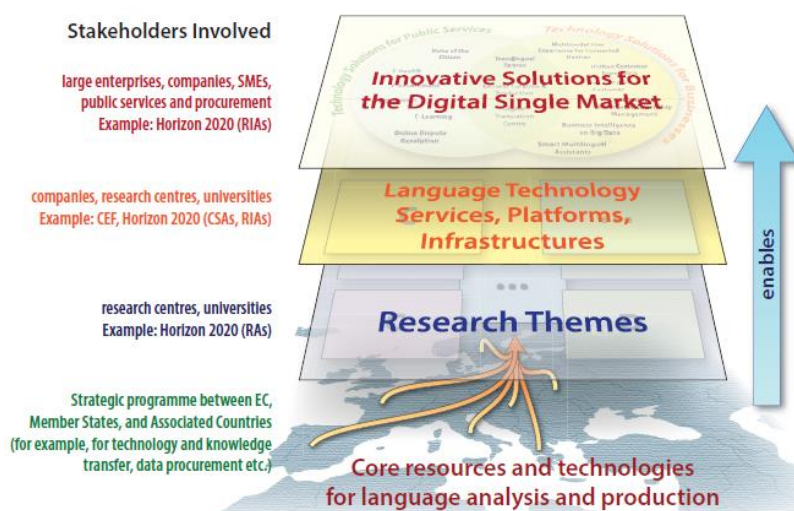 Stakeholders Involved
large enterprises, companies, SMEs,
public services and procurement
Example: Horizon 2020 (RIAs)
companies, research centres, universities
Example: CEF, Horizon 2020 (CSAs, RIAs)
research centres, universities
Example: Horizon 2020 (RAs)
Strategic programme between EC,
Member States, and Associated Countries
(for example, for technology and knowledge
transfer, data procurement etc.)
Technology Solutions for Public Services
Technology Solutions for Businesses
Voice of the
Citizen
E-Learning
Online Dispute
Resolution
Translingual
Business Intelligence
on Big Data
Smart Multilingual
Assistants
Management
Innovative Solutions for
the Digital Single Market
Language Technology
Services, Platforms,
Infrastructures
Research Themes
Core resources and technologies
for language analysis and production
enables